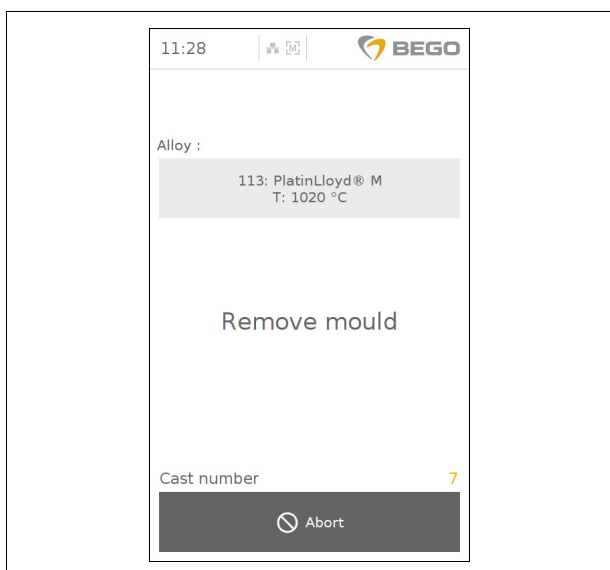 11:28 [M] BEGO
Alloy :
113: PlatinLloyd® M
T: 1020 °C
Remove mould
Cast number 7
Abort